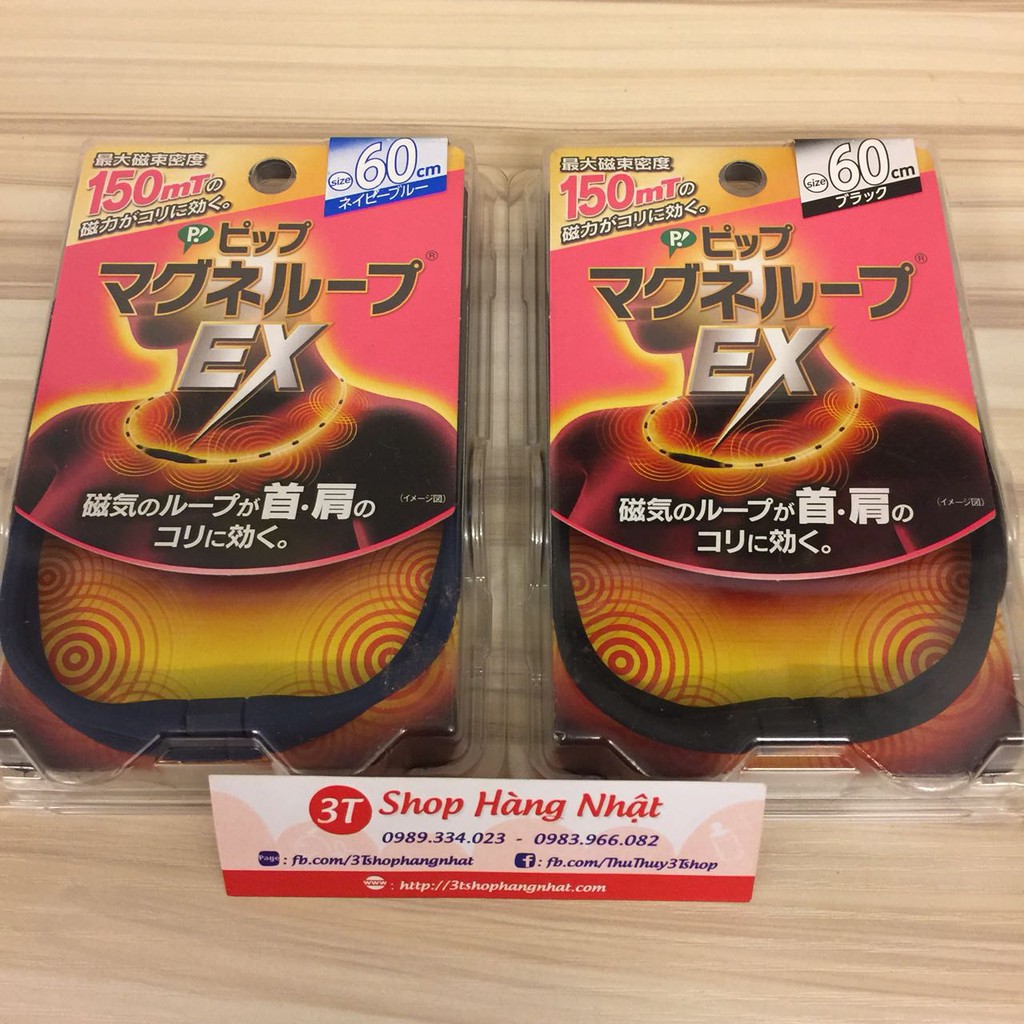 最大磁束密度
150mTの
磁力がコリに効く。
size 60cm
ネイビーブルー
P! ピップ
マグネループ®
EX
磁気のループが首・肩の
コリに効く。
(イメージ図)
最大磁束密度
150mTの
磁力がコリに効く。
size 60cm
ブラック
P! ピップ
マグネループ®
EX
磁気のループが首・肩の
コリに効く。
(イメージ図)
3T Shop Hàng Nhật
0989.334.023 - 0983.966.082
Page : fb.com/3Tshophangnhat f : fb.com/ThuThuy3Tshop
www : http://3tshophangnhat.com